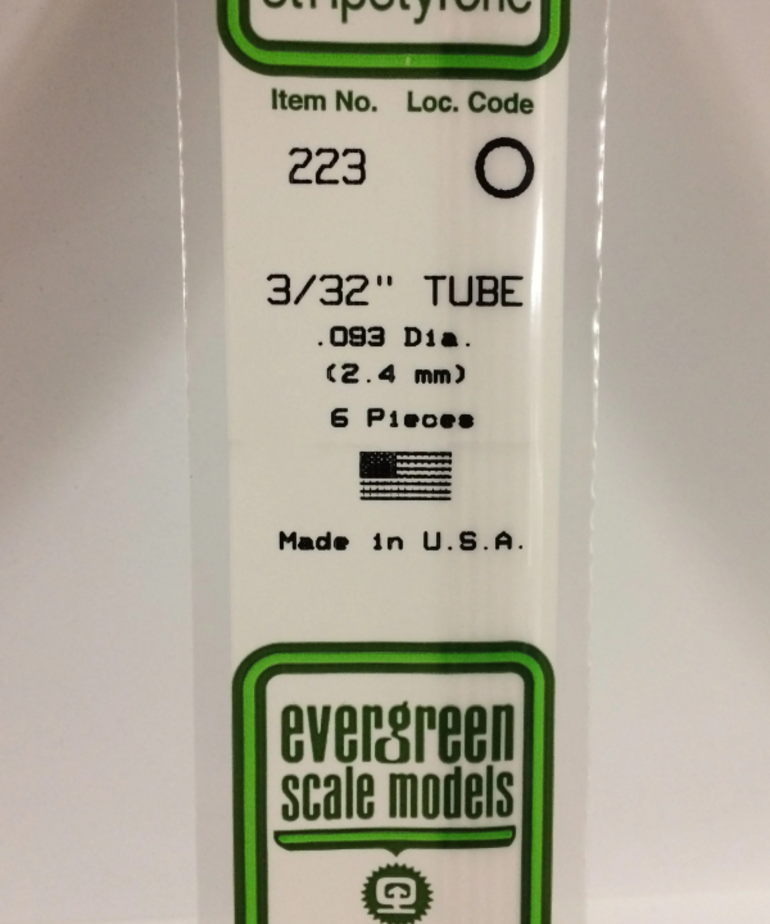 Item No. Loc. Code
223 O
3/32" TUBE
.093 Dia.
(2.4 mm)
6 Pieces
Made in U.S.A.
evergreen
scale models